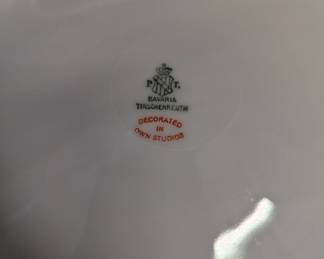 P. T.
BAVARIA
TIRSCHENREUTH
DECORATED
IN
OWN STUDIOS